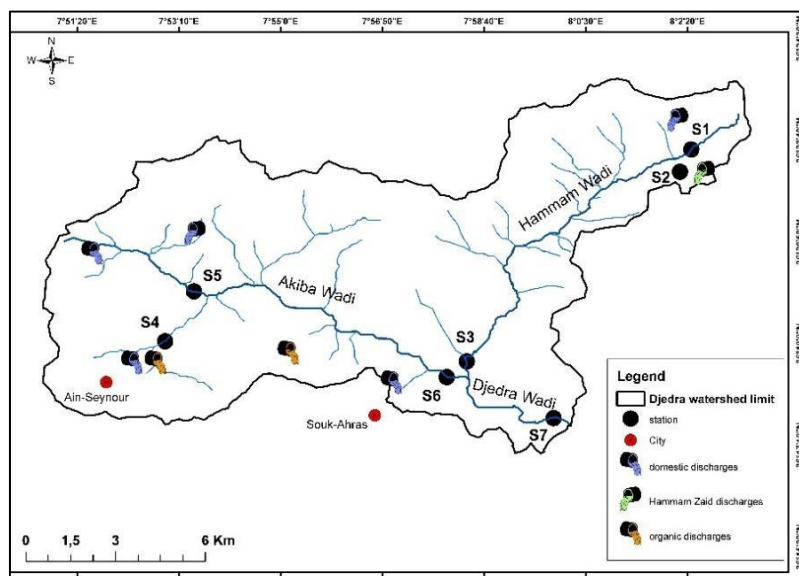 7°51'20"E 7°53'10"E 7°55'0"E 7°56'50"E 7°58'40"E 8°0'30"E 8°2'20"E
N
W E
S
S1
S2
Hammam Wadi
S5
Akiba Wadi
S4
S3
Ain-Seynour
S6
Djedra Wadi
Souk-Ahras
S7
Legend
Djedra watershed limit
station
City
domestic discharges
Hammam Zaid discharges
organic discharges
0 1,5 3 6 Km